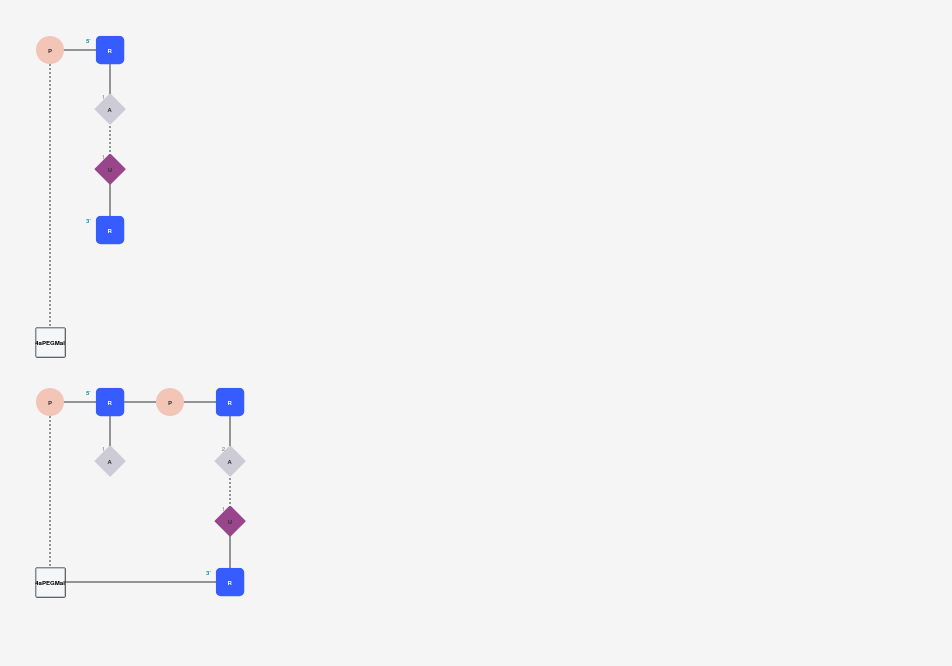 P 5' R
1
A
1
U
3' R
4aPEGMal
P 5' R P R
1 2
A A
1
U
3'
4aPEGMal R